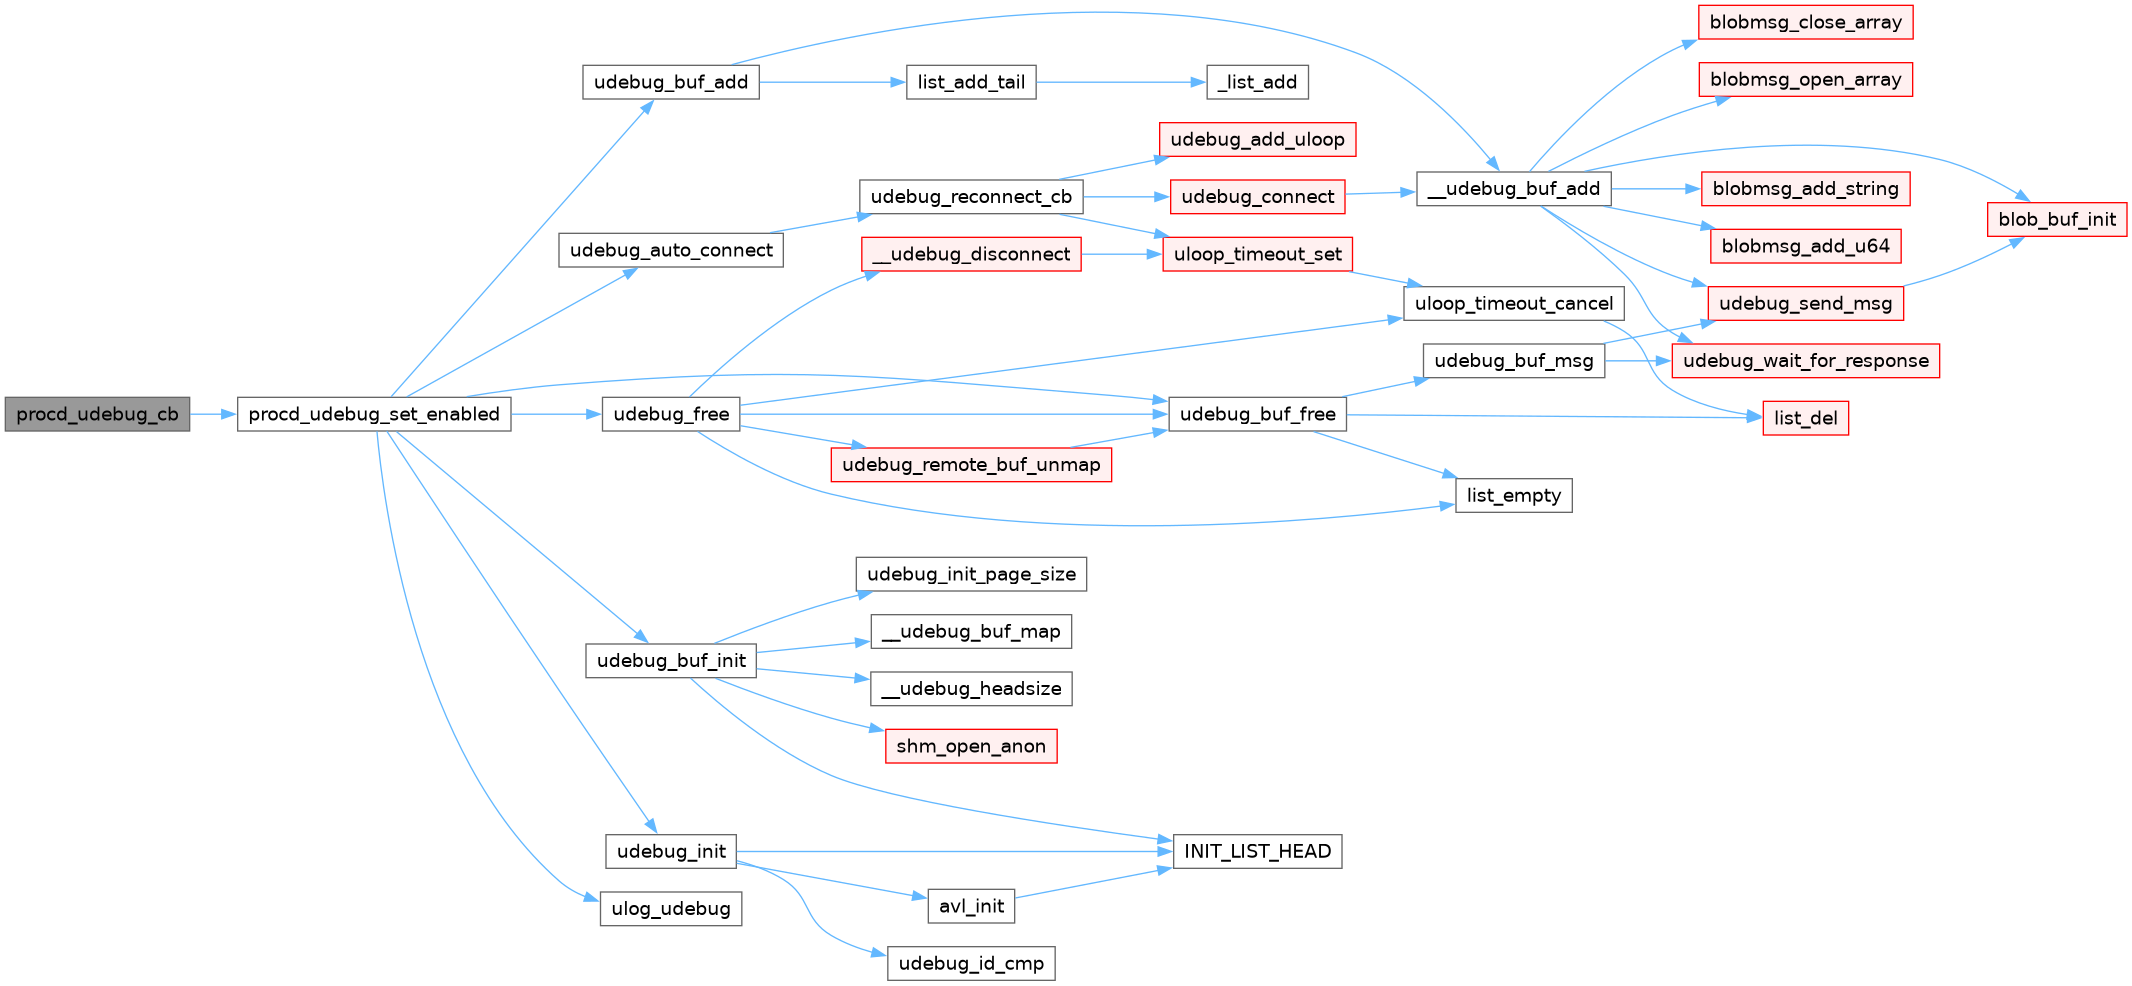 blobmsg_close_array
udebug_buf_add
list_add_tail
_list_add
blobmsg_open_array
udebug_add_uloop
udebug_reconnect_cb
udebug_connect
__udebug_buf_add
blobmsg_add_string
blob_buf_init
udebug_auto_connect
__udebug_disconnect
uloop_timeout_set
blobmsg_add_u64
uloop_timeout_cancel
udebug_send_msg
udebug_buf_msg
udebug_wait_for_response
procd_udebug_cb
procd_udebug_set_enabled
udebug_free
udebug_buf_free
list_del
udebug_remote_buf_unmap
list_empty
udebug_init_page_size
__udebug_buf_map
udebug_buf_init
__udebug_headsize
shm_open_anon
udebug_init
INIT_LIST_HEAD
ulog_udebug
avl_init
udebug_id_cmp